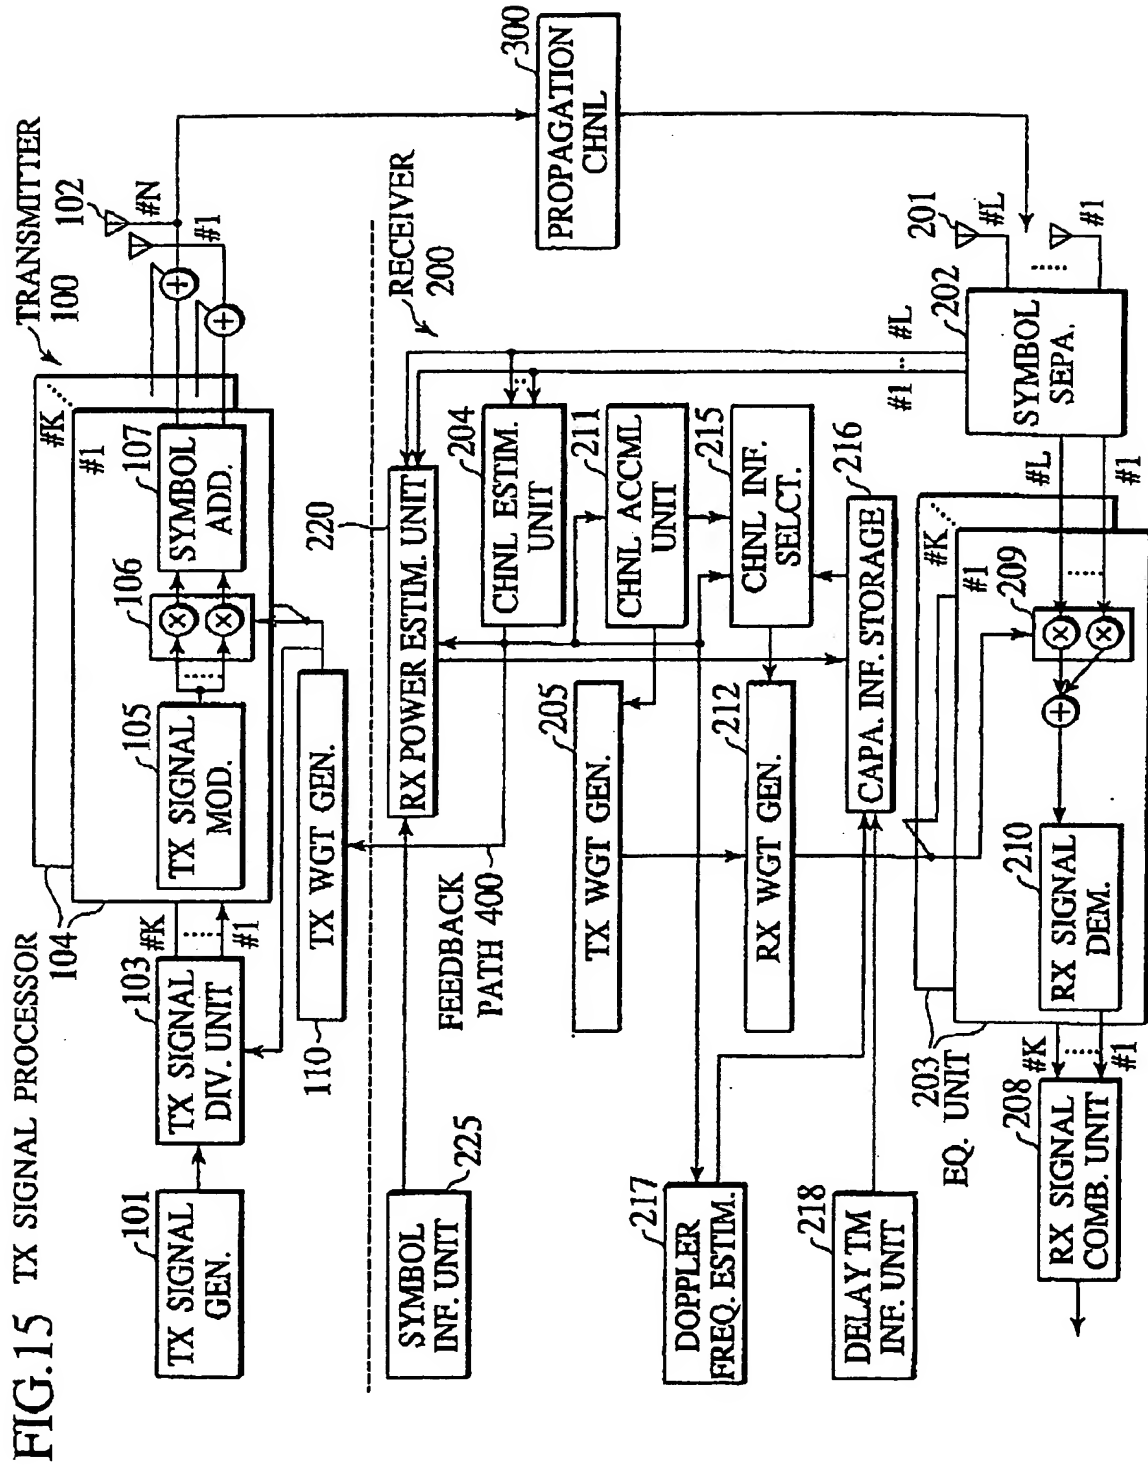 FIG.15 TX SIGNAL PROCESSOR
TRANSMITTER
100
102
#N
#1
#K
#1
104
101
TX SIGNAL
GEN.
103
TX SIGNAL
DIV. UNIT
#K
#1
105
TX SIGNAL
MOD.
106
107
SYMBOL
ADD.
110
TX WGT GEN.
300
PROPAGATION
CHNL
RECEIVER
200
FEEDBACK
PATH 400
220
RX POWER ESTIM. UNIT
SYMBOL
INF. UNIT
225
204
CHNL ESTIM.
UNIT
#L
#1
211
CHNL ACCML
UNIT
205
TX WGT GEN.
215
CHNL INF.
SELCT.
212
RX WGT GEN.
216
CAPA. INF. STORAGE
217
DOPPLER
FREQ. ESTIM.
218
DELAY TM
INF. UNIT
201
#L
#1
202
SYMBOL
SEPA.
#L
#1
#K
#1
209
210
RX SIGNAL
DEM.
203
EQ. UNIT
#K
#1
208
RX SIGNAL
COMB. UNIT